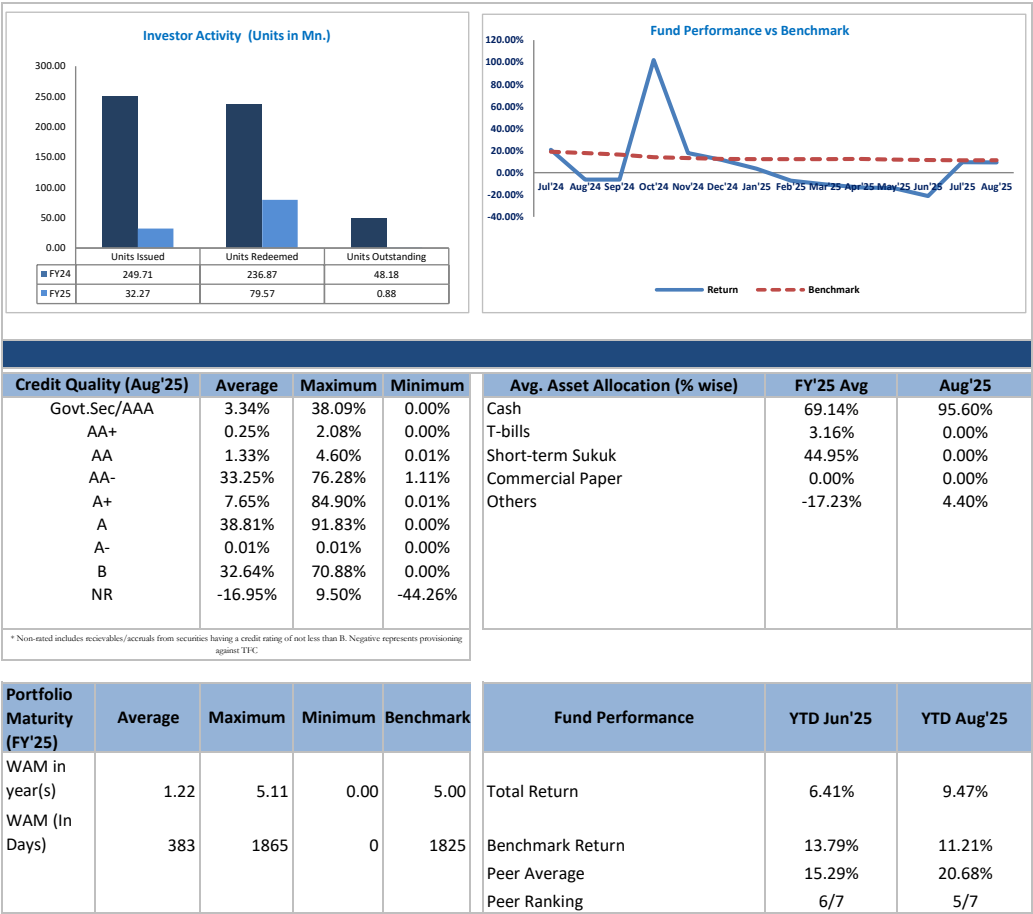 Investor Activity (Units in Mn.)
300.00
250.00
200.00
150.00
100.00
50.00
0.00
Units Issued Units Redeemed Units Outstanding
FY24 249.71 236.87 48.18
FY25 32.27 79.57 0.88
Fund Performance vs Benchmark
120.00%
100.00%
80.00%
60.00%
40.00%
20.00%
0.00%
-20.00%
-40.00%
Jul'24 Aug'24 Sep'24 Oct'24 Nov'24 Dec'24 Jan'25 Feb'25 Mar'25 Apr'25 May'25 Jun'25 Jul'25 Aug'25
Return Benchmark
Credit Quality (Aug'25) Average Maximum Minimum
Govt.Sec/AAA 3.34% 38.09% 0.00%
AA+ 0.25% 2.08% 0.00%
AA 1.33% 4.60% 0.01%
AA- 33.25% 76.28% 1.11%
A+ 7.65% 84.90% 0.01%
A 38.81% 91.83% 0.00%
A- 0.01% 0.01% 0.00%
B 32.64% 70.88% 0.00%
NR -16.95% 9.50% -44.26%
* Non-rated includes recievables/accruals from securities having a credit rating of not less than B. Negative represents provisioning
against TFC
Avg. Asset Allocation (% wise) FY'25 Avg Aug'25
Cash 69.14% 95.60%
T-bills 3.16% 0.00%
Short-term Sukuk 44.95% 0.00%
Commercial Paper 0.00% 0.00%
Others -17.23% 4.40%
Portfolio
Maturity
(FY'25)
Average Maximum Minimum Benchmark
WAM in
year(s) 1.22 5.11 0.00 5.00
WAM (In
Days) 383 1865 0 1825
Fund Performance YTD Jun'25 YTD Aug'25
Total Return 6.41% 9.47%
Benchmark Return 13.79% 11.21%
Peer Average 15.29% 20.68%
Peer Ranking 6/7 5/7